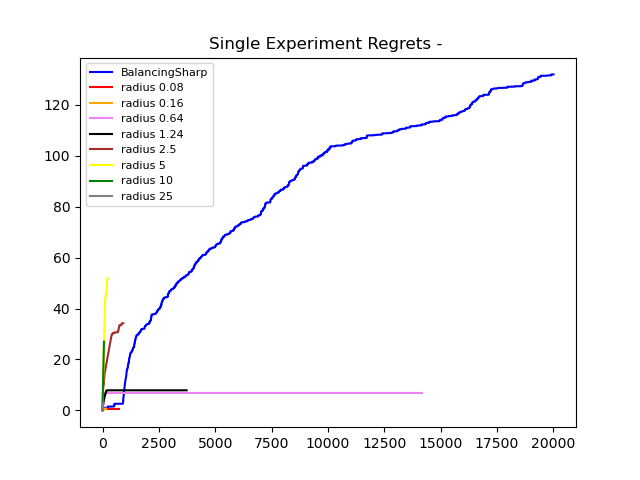 Single Experiment Regrets -
BalancingSharp
radius 0.08
radius 0.16
radius 0.64
radius 1.24
radius 2.5
radius 5
radius 10
radius 25
120
100
80
60
40
20
0
0 2500 5000 7500 10000 12500 15000 17500 20000